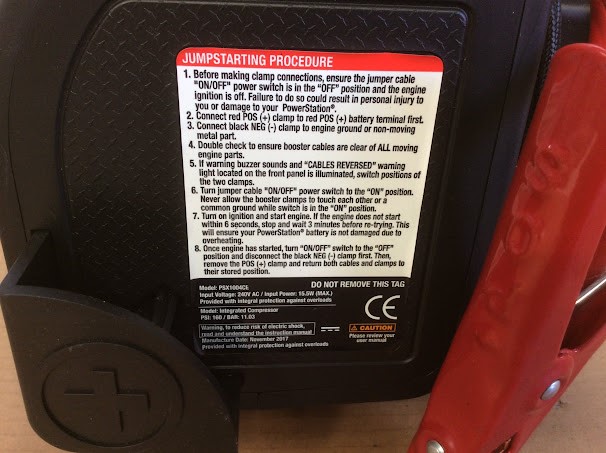 JUMPSTARTING PROCEDURE
1. Before making clamp connections, ensure the jumper cable
"ON/OFF" power switch is in the "OFF" position and the engine
ignition is off. Failure to do so could result in personal injury to
you or damage to your PowerStation®.
2. Connect red POS (+) clamp to red POS (+) battery terminal first.
3. Connect black NEG (-) clamp to engine ground or non-moving
metal part.
4. Double check to ensure booster cables are clear of ALL moving
engine parts.
5. If warning buzzer sounds and "CABLES REVERSED" warning
light located on the front panel is illuminated, switch positions of
the two clamps.
6. Turn jumper cable "ON/OFF" power switch to the "ON" position.
Never allow the booster clamps to touch each other or a
common ground while switch is in the "ON" position.
7. Turn on ignition and start engine. If the engine does not start
within 6 seconds, stop and wait 3 minutes before re-trying. This
will ensure your PowerStation® battery is not damaged due to
overheating.
8. Once engine has started, turn "ON/OFF" switch to the "OFF"
position and disconnect the black NEG (-) clamp first. Then,
remove the POS (+) clamp and return both cables and clamps to
their stored position.
Model: PSX1004CE
DO NOT REMOVE THIS TAG
Input Voltage: 240V AC / Input Power: 15.5W (MAX.)
Provided with integral protection against overloads
Model: Integrated Compressor
PSI: 160 / BAR: 11.03
CE
Warning, to reduce risk of electric shock,
read and understand the instruction manual
Manufacture Date: November 2017
Provided with integral protection against overloads
CAUTION
Please review your
user manual